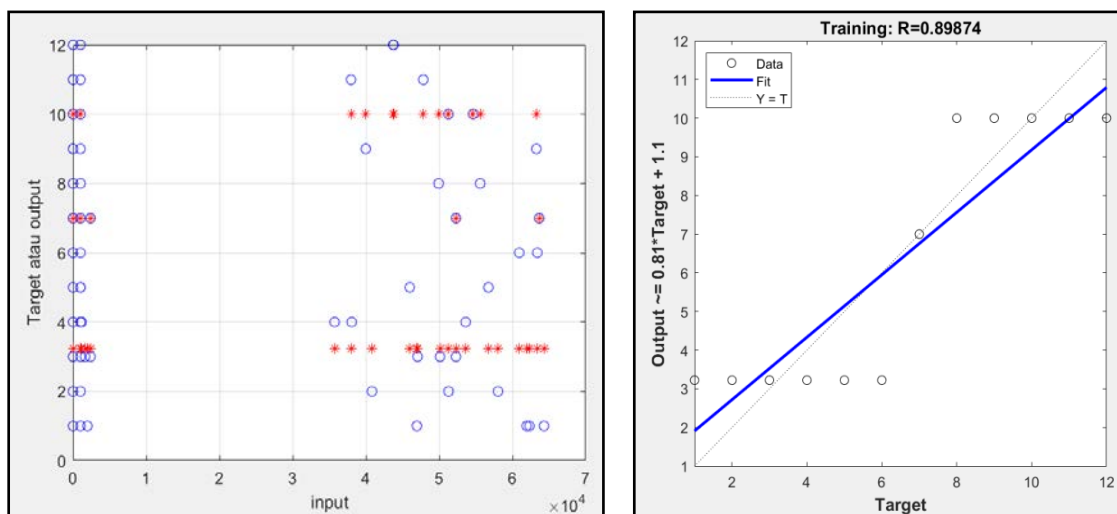 12
10
8
6
4
2
0
Target atau output
0 1 2 3 4 5 6 7
input
×10⁴
Training: R=0.89874
Data
Fit
Y = T
12
11
10
9
8
7
6
5
4
3
2
1
Output ~= 0.81*Target + 1.1
2 4 6 8 10 12
Target